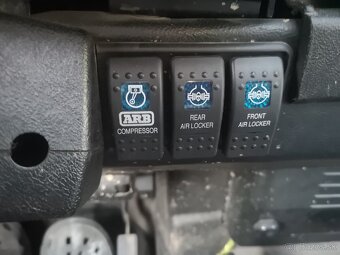 ARB
COMPRESSOR
REAR
AIR LOCKER
FRONT
AIR LOCKER